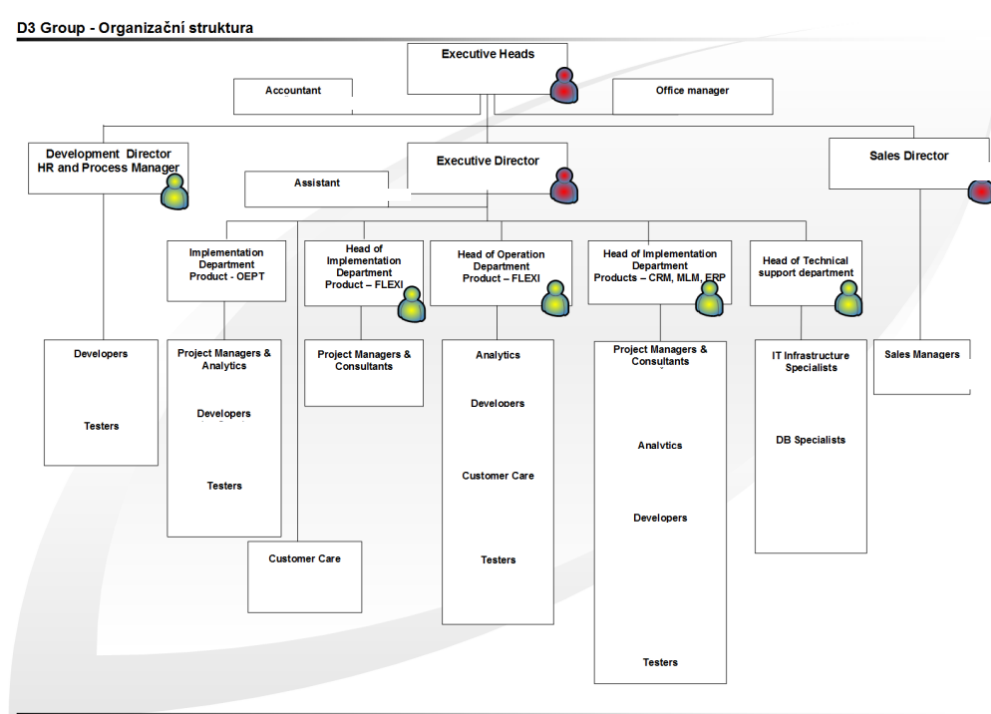 D3 Group - Organizační struktura
Executive Heads
Accountant
Office manager
Development  Director
HR and Process Manager
Executive Director
Sales Director
Assistant
Implementation
Department
Product - OEPT
Head of
Implementation
Department
Product – FLEXI
Head of Operation
Department
Product – FLEXI
Head of Implementation
Department
Products – CRM, MLM, ERP
Head of Technical
support department
Developers
Testers
Project Managers &
Analytics
Developers
Testers
Customer Care
Project Managers &
Consultants
Analytics
Developers
Customer Care
Testers
Project Managers &
Consultants
Analytics
Developers
Testers
IT Infrastructure
Specialists
DB Specialists
Sales Managers